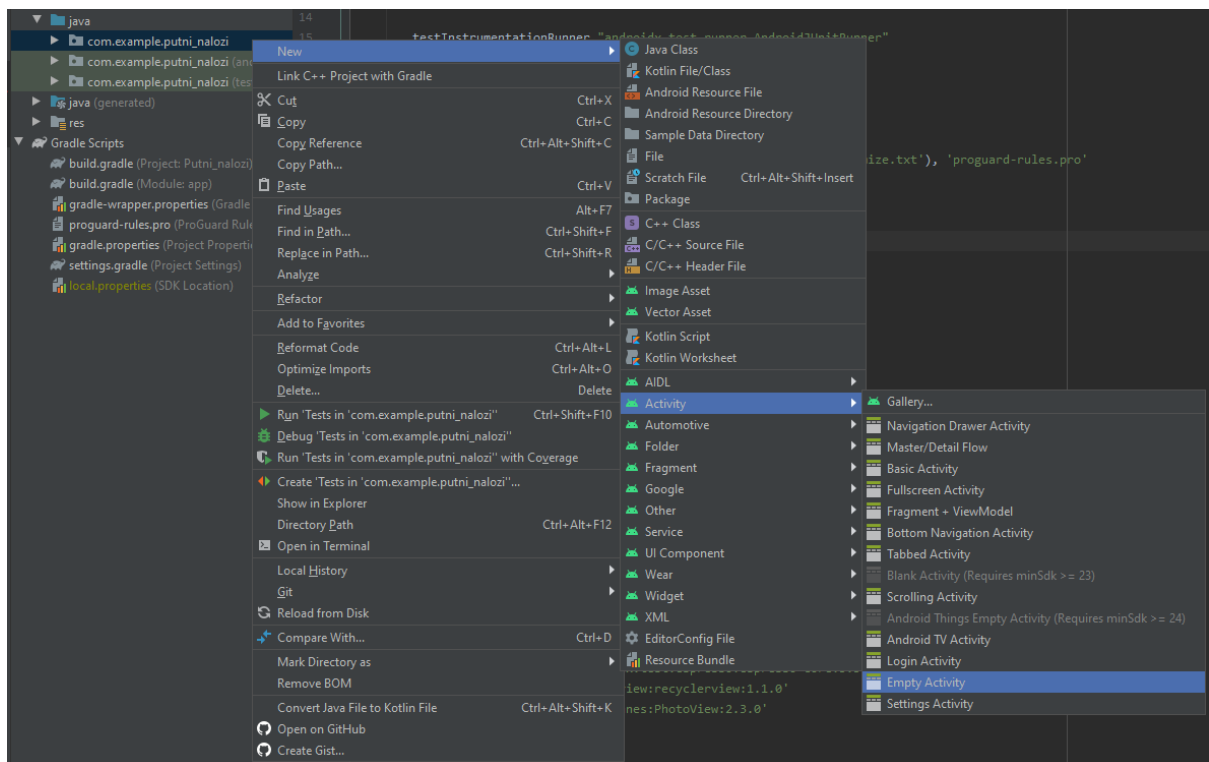 java
com.example.putni_nalozi
com.example.putni_nalozi (and
com.example.putni_nalozi (tes
java (generated)
res
Gradle Scripts
build.gradle (Project: Putni_nalozi)
build.gradle (Module: app)
gradle-wrapper.properties (Gradle
proguard-rules.pro (ProGuard Rule
gradle.properties (Project Properti
settings.gradle (Project Settings)
local.properties (SDK Location)
14
15
testInstrumentationRunner "androidx.test.runner.AndroidJUnitRunner"
ize.txt'), 'proguard-rules.pro'
iew:recyclerview:1.1.0'
nes:PhotoView:2.3.0'
New
Link C++ Project with Gradle
Cut Ctrl+X
Copy Ctrl+C
Copy Reference Ctrl+Alt+Shift+C
Copy Path...
Paste Ctrl+V
Find Usages Alt+F7
Find in Path... Ctrl+Shift+F
Replace in Path... Ctrl+Shift+R
Analyze
Refactor
Add to Favorites
Reformat Code Ctrl+Alt+L
Optimize Imports Ctrl+Alt+O
Delete... Delete
Run 'Tests in 'com.example.putni_nalozi'' Ctrl+Shift+F10
Debug 'Tests in 'com.example.putni_nalozi''
Run 'Tests in 'com.example.putni_nalozi'' with Coverage
Create 'Tests in 'com.example.putni_nalozi''...
Show in Explorer
Directory Path Ctrl+Alt+F12
Open in Terminal
Local History
Git
Reload from Disk
Compare With... Ctrl+D
Mark Directory as
Remove BOM
Convert Java File to Kotlin File Ctrl+Alt+Shift+K
Open on GitHub
Create Gist...
Java Class
Kotlin File/Class
Android Resource File
Android Resource Directory
Sample Data Directory
File
Scratch File Ctrl+Alt+Shift+Insert
Package
C++ Class
C/C++ Source File
C/C++ Header File
Image Asset
Vector Asset
Kotlin Script
Kotlin Worksheet
AIDL
Activity
Automotive
Folder
Fragment
Google
Other
Service
UI Component
Wear
Widget
XML
EditorConfig File
Resource Bundle
Gallery...
Navigation Drawer Activity
Master/Detail Flow
Basic Activity
Fullscreen Activity
Fragment + ViewModel
Bottom Navigation Activity
Tabbed Activity
Blank Activity (Requires minSdk >= 23)
Scrolling Activity
Android Things Empty Activity (Requires minSdk >= 24)
Android TV Activity
Login Activity
Empty Activity
Settings Activity